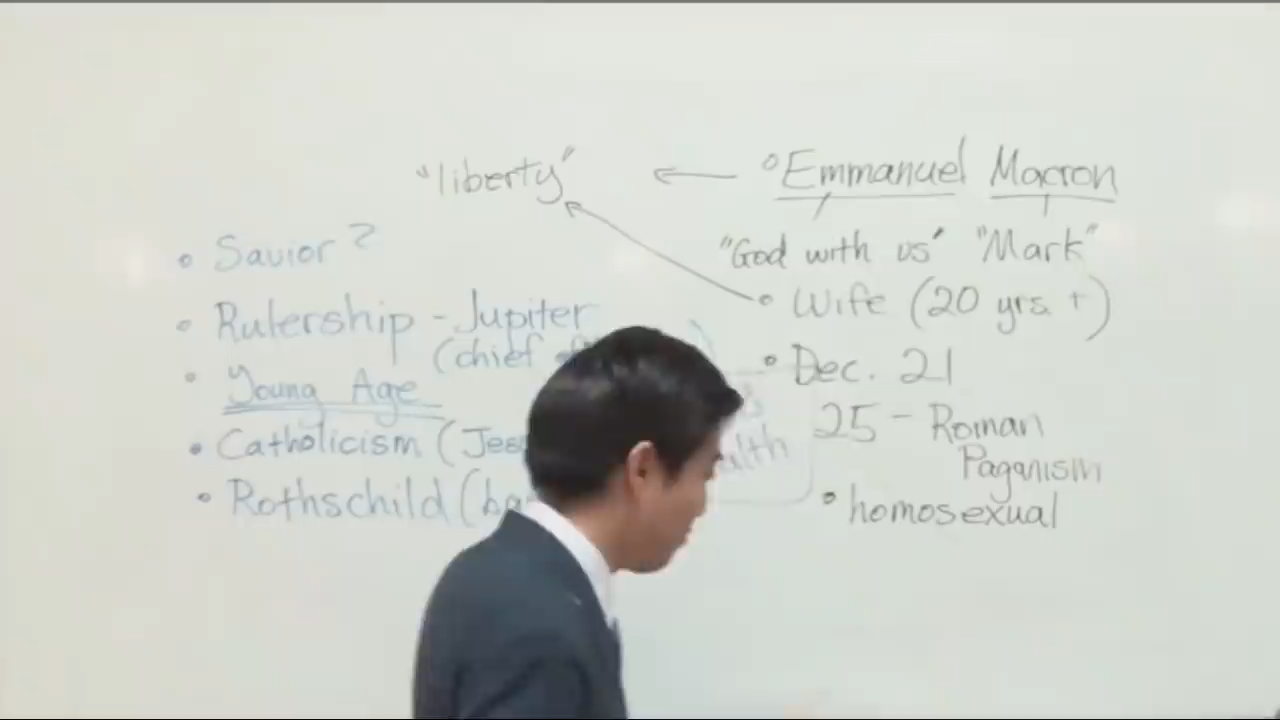 "liberty"
• Savior?
• Rulership - Jupiter
(chief
• Young Age
• Catholicism
• Rothschild
• Emmanuel Macron
"God with us" "Mark"
• Wife (20 yrs. +)
• Dec. 21
25 - Roman
Paganism
• homosexual